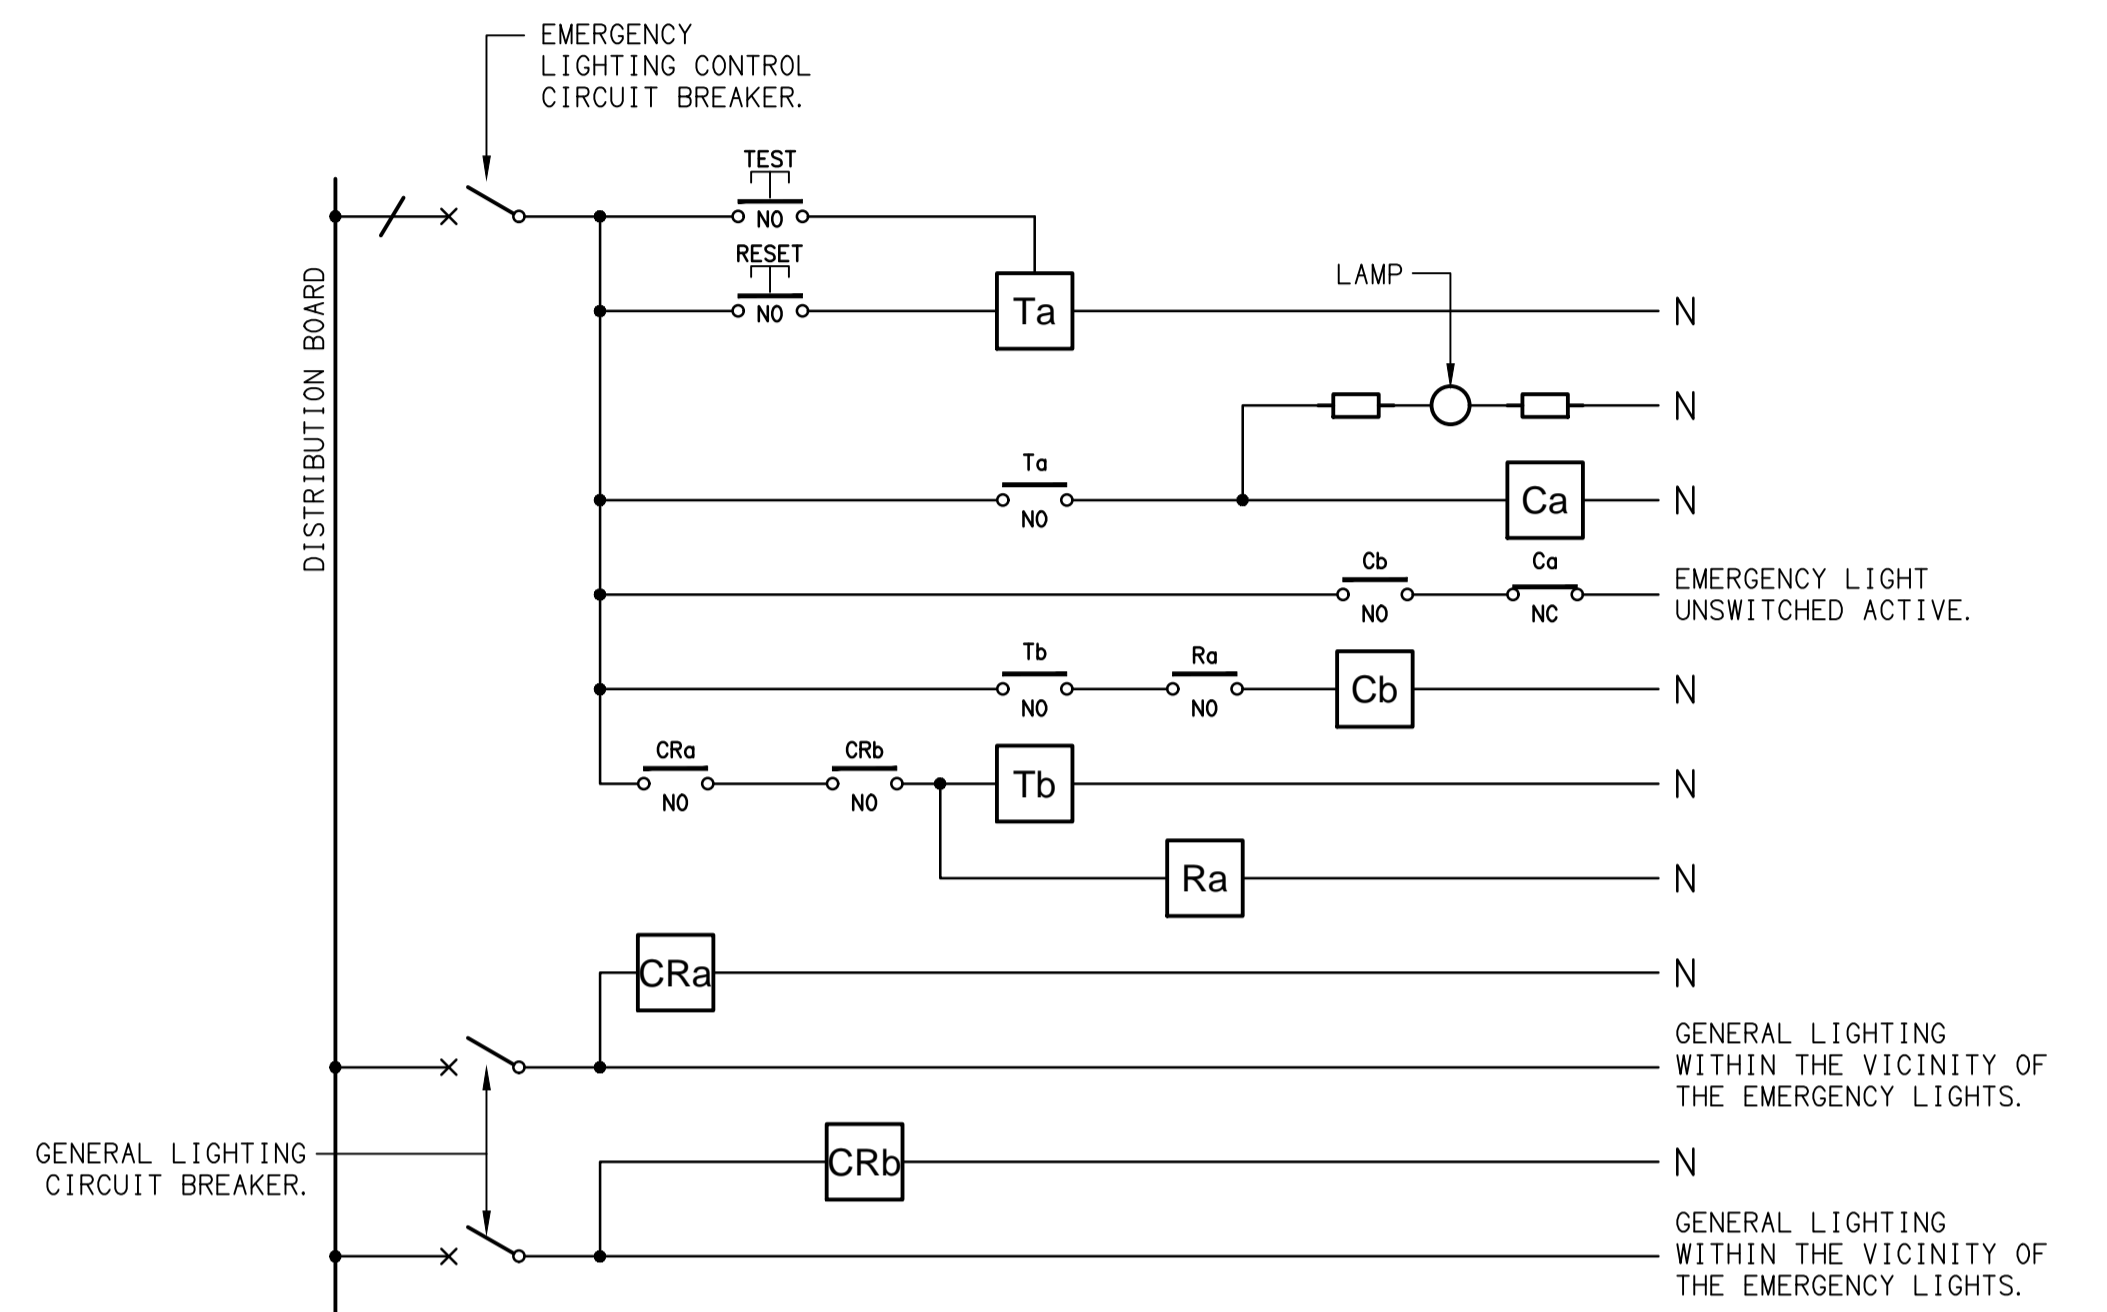 EMERGENCY
LIGHTING CONTROL
CIRCUIT BREAKER.
TEST
NO
RESET
NO
DISTRIBUTION BOARD
Ta
N
LAMP
N
Ta
NO
Ca
N
Cb
NO
Ca
NC
EMERGENCY LIGHT
UNSWITCHED ACTIVE.
Tb
NO
Ra
NO
Cb
N
CRa
NO
CRb
NO
Tb
N
Ra
N
CRa
N
GENERAL LIGHTING
WITHIN THE VICINITY OF
THE EMERGENCY LIGHTS.
GENERAL LIGHTING
CIRCUIT BREAKER.
CRb
N
GENERAL LIGHTING
WITHIN THE VICINITY OF
THE EMERGENCY LIGHTS.